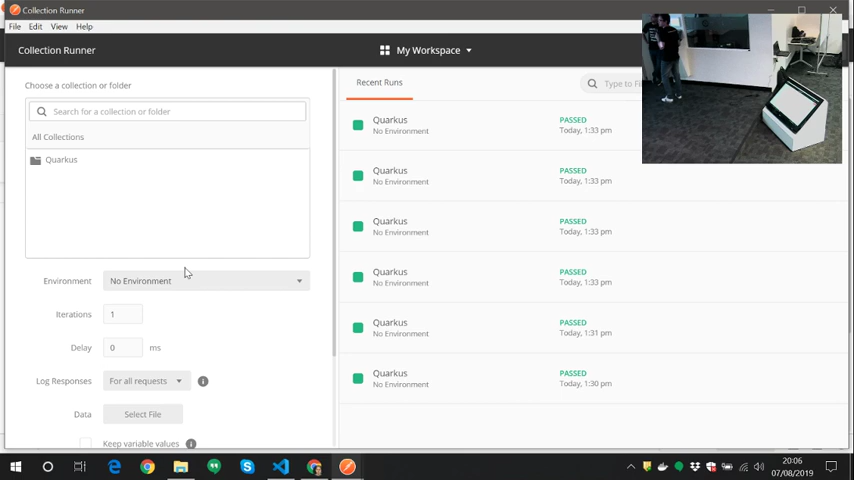 Collection Runner
File Edit View Help
Collection Runner
My Workspace
Choose a collection or folder
Search for a collection or folder
All Collections
Quarkus
Environment No Environment
Iterations 1
Delay 0 ms
Log Responses For all requests
Data Select File
Keep variable values
Recent Runs
Type to Fi
Quarkus PASSED
No Environment Today, 1:33 pm
Quarkus PASSED
No Environment Today, 1:33 pm
Quarkus PASSED
No Environment Today, 1:33 pm
Quarkus PASSED
No Environment Today, 1:33 pm
Quarkus PASSED
No Environment Today, 1:31 pm
Quarkus PASSED
No Environment Today, 1:30 pm
20:06
07/08/2019